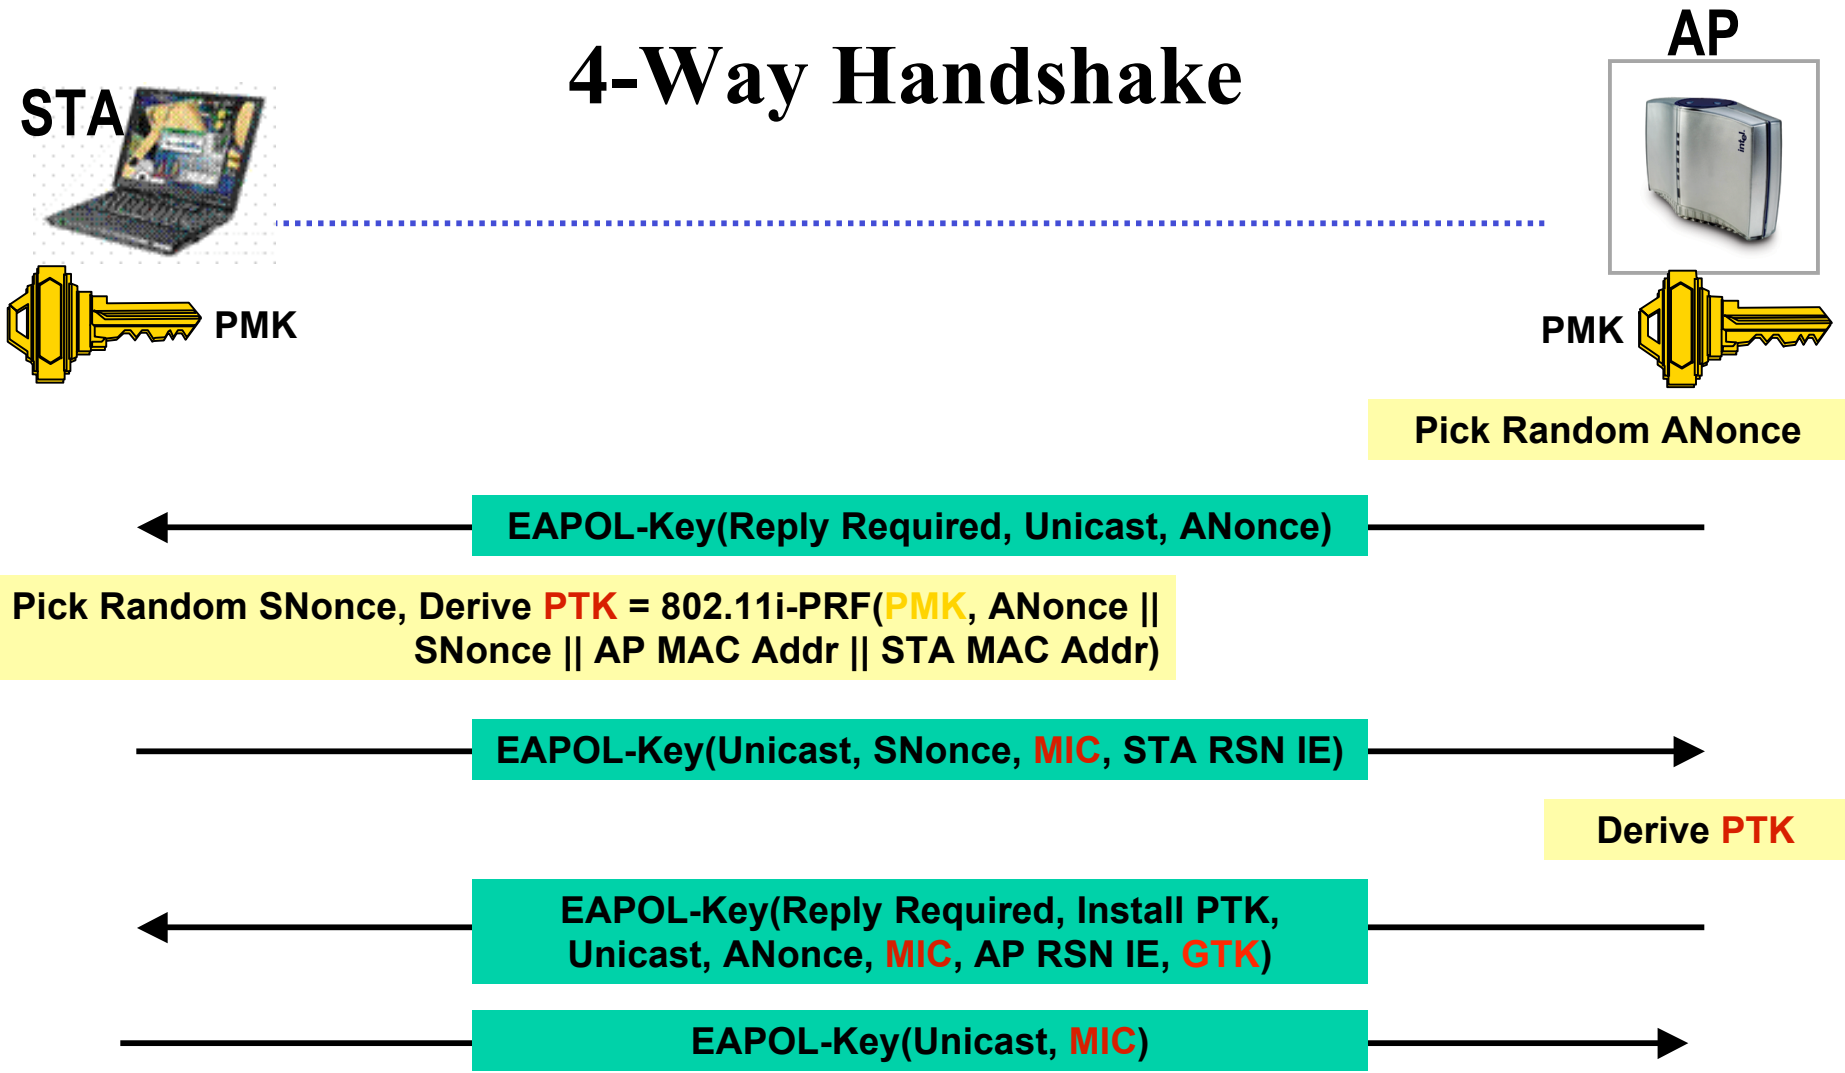 4-Way Handshake
AP
STA
intel
PMK
PMK
Pick Random ANonce
EAPOL-Key(Reply Required, Unicast, ANonce)
Pick Random SNonce, Derive PTK = 802.11i-PRF(PMK, ANonce ||
SNonce || AP MAC Addr || STA MAC Addr)
EAPOL-Key(Unicast, SNonce, MIC, STA RSN IE)
Derive PTK
EAPOL-Key(Reply Required, Install PTK,
Unicast, ANonce, MIC, AP RSN IE, GTK)
EAPOL-Key(Unicast, MIC)